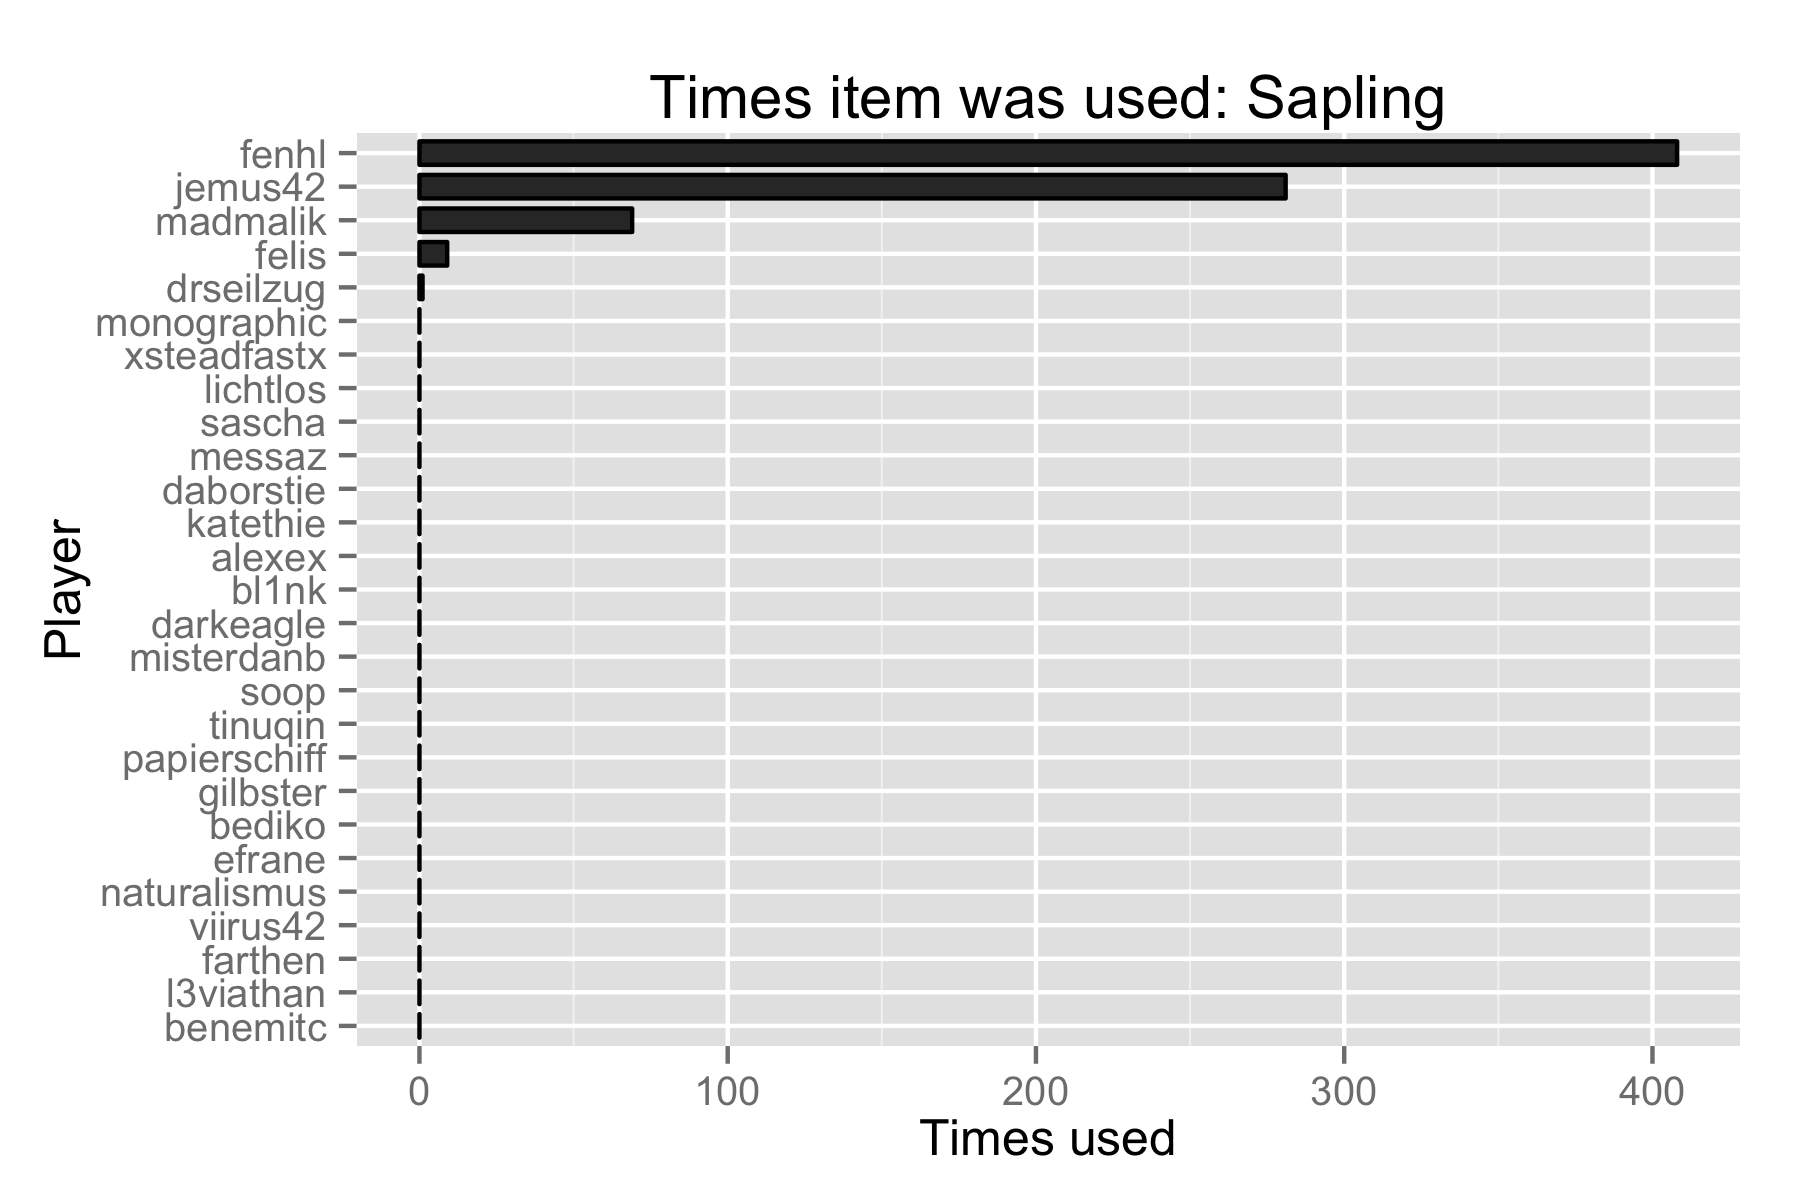 Times item was used: Sapling
fenhl
jemus42
madmalik
felis
drseilzug
monographic
xsteadfastx
lichtlos
sascha
messaz
daborstie
katethie
alexex
bl1nk
darkeagle
misterdanb
soop
tinuqin
papierschiff
gilbster
bediko
efrane
naturalismus
viirus42
farthen
l3viathan
benemitc
Player
0 100 200 300 400
Times used